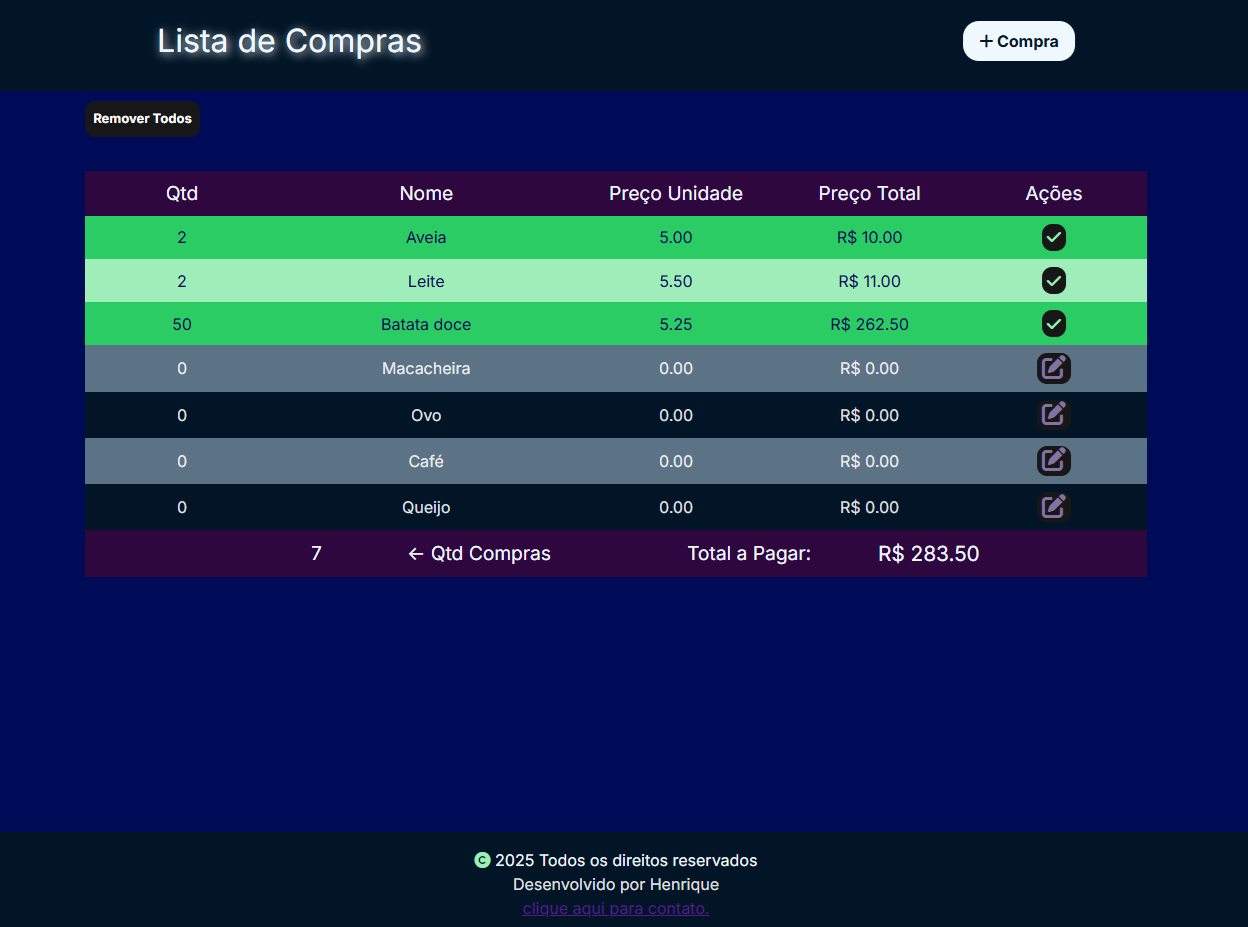 Lista de Compras
+ Compra
Remover Todos
Qtd Nome Preço Unidade Preço Total Ações
2 Aveia 5.00 R$ 10.00
2 Leite 5.50 R$ 11.00
50 Batata doce 5.25 R$ 262.50
0 Macacheira 0.00 R$ 0.00
0 Ovo 0.00 R$ 0.00
0 Café 0.00 R$ 0.00
0 Queijo 0.00 R$ 0.00
7 ← Qtd Compras Total a Pagar: R$ 283.50
© 2025 Todos os direitos reservados
Desenvolvido por Henrique
clique aqui para contato.